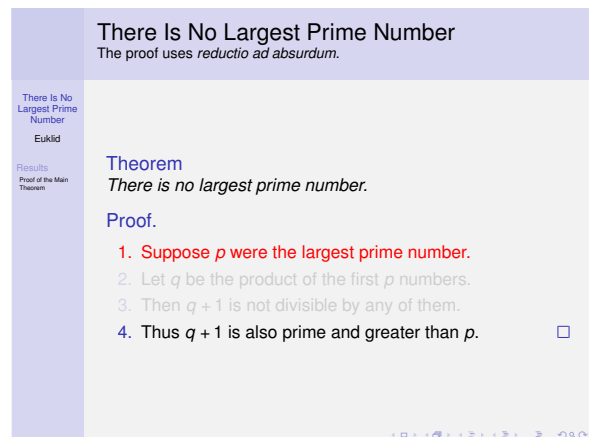 There Is No Largest Prime Number
The proof uses reductio ad absurdum.
There Is No
Largest Prime
Number
Euklid
Results
Proof of the Main
Theorem
Theorem
There is no largest prime number.
Proof.
1. Suppose p were the largest prime number.
2. Let q be the product of the first p numbers.
3. Then q + 1 is not divisible by any of them.
4. Thus q + 1 is also prime and greater than p. □